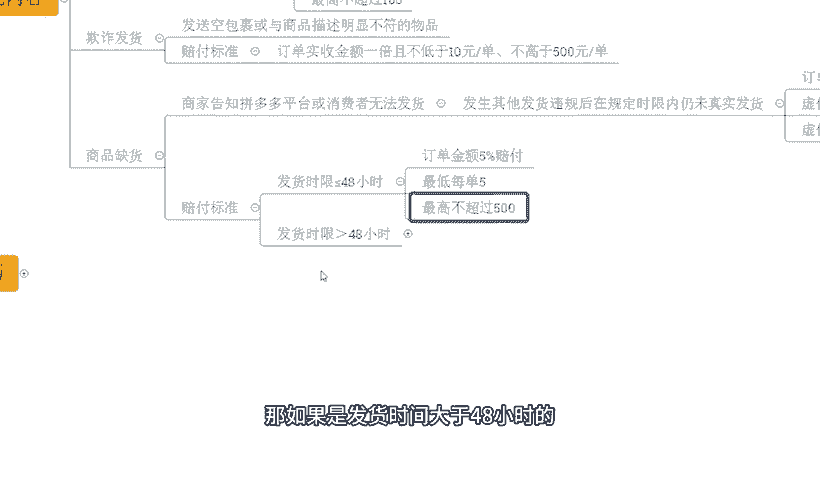 最高不超过100
发送空包裹或与商品描述明显不符的物品
欺诈发货
赔付标准
订单实收金额一倍且不低于10元/单、不高于500元/单
商家告知拼多多平台或消费者无法发货
发生其他发货违规后在规定时限内仍未真实发货
商品缺货
订单金额5%赔付
发货时限≤48小时
最低每单5
赔付标准
最高不超过500
发货时限＞48小时
那如果是发货时间大于48小时的